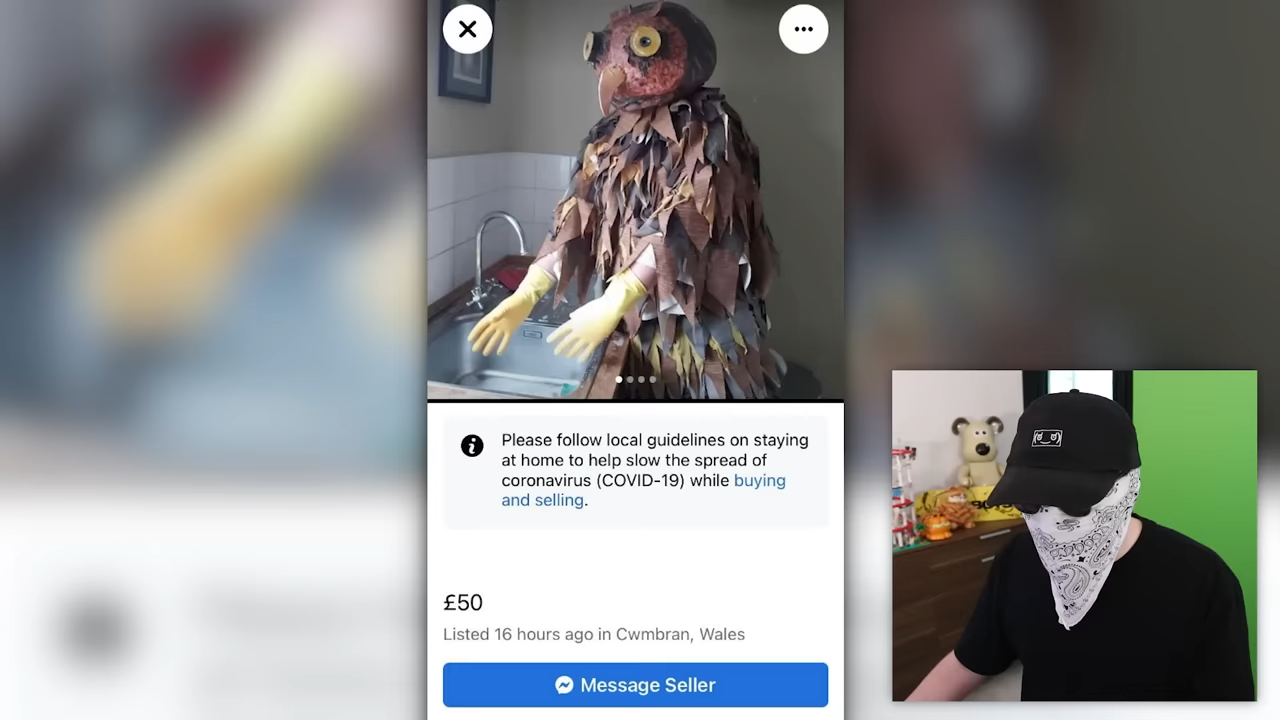 Please follow local guidelines on staying
at home to help slow the spread of
coronavirus (COVID-19) while buying
and selling.
£50
Listed 16 hours ago in Cwmbran, Wales
Message Seller